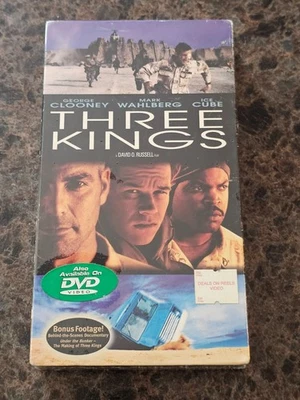 GEORGE CLOONEY
MARK WAHLBERG
ICE CUBE
THREE
KINGS
A DAVID O. RUSSELL FILM
Also
Available On
DVD
VIDEO
Bonus Footage!
Behind-the-Scenes Documentary
Under the Bunker—
The Making of Three Kings